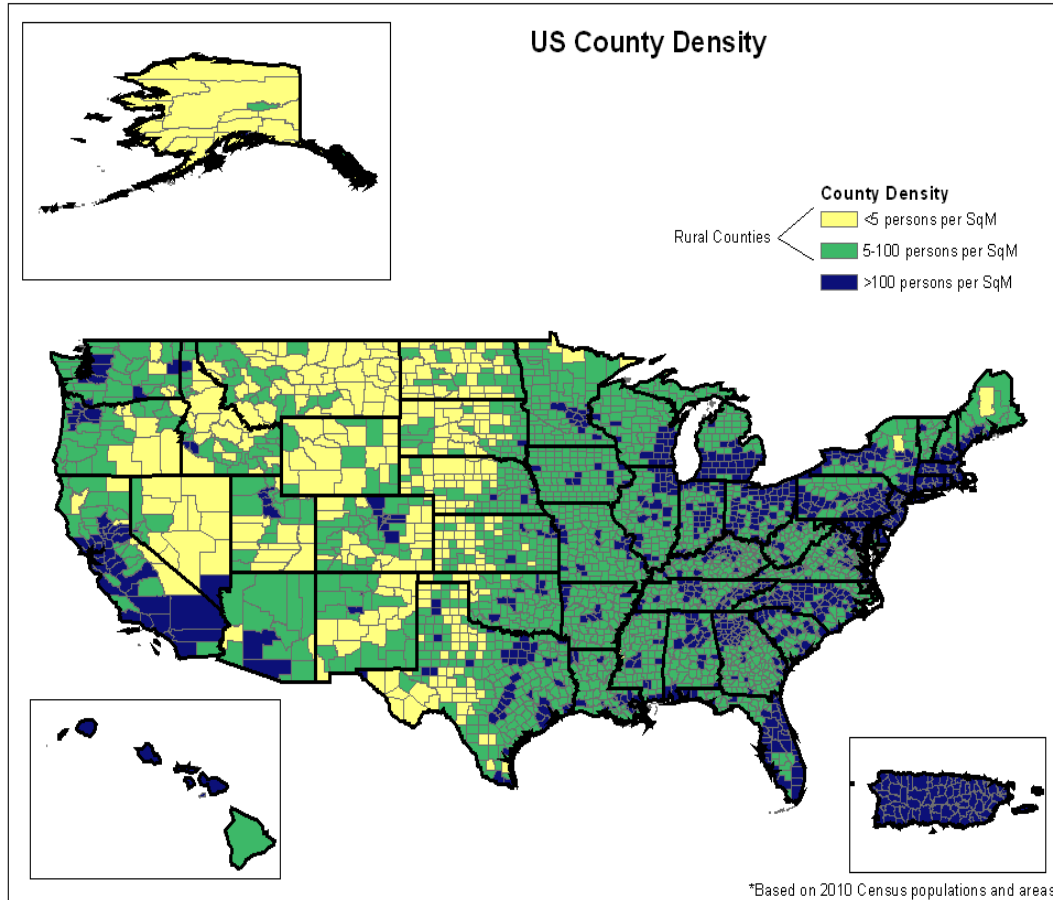 US County Density
County Density
Rural Counties
<5 persons per SqM
5-100 persons per SqM
>100 persons per SqM
*Based on 2010 Census populations and areas